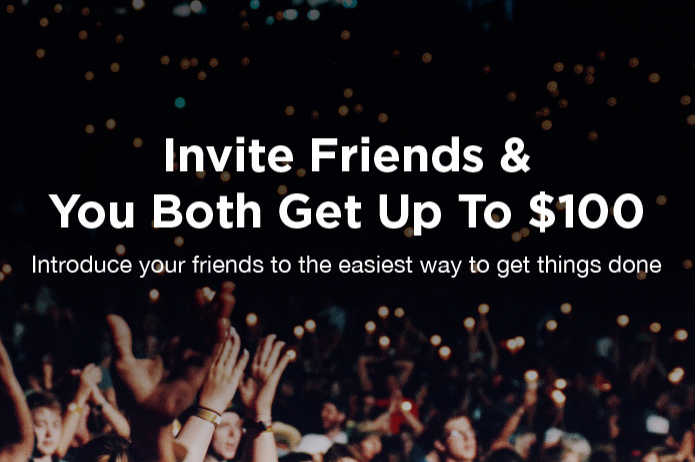 Invite Friends &
You Both Get Up To $100
Introduce your friends to the easiest way to get things done